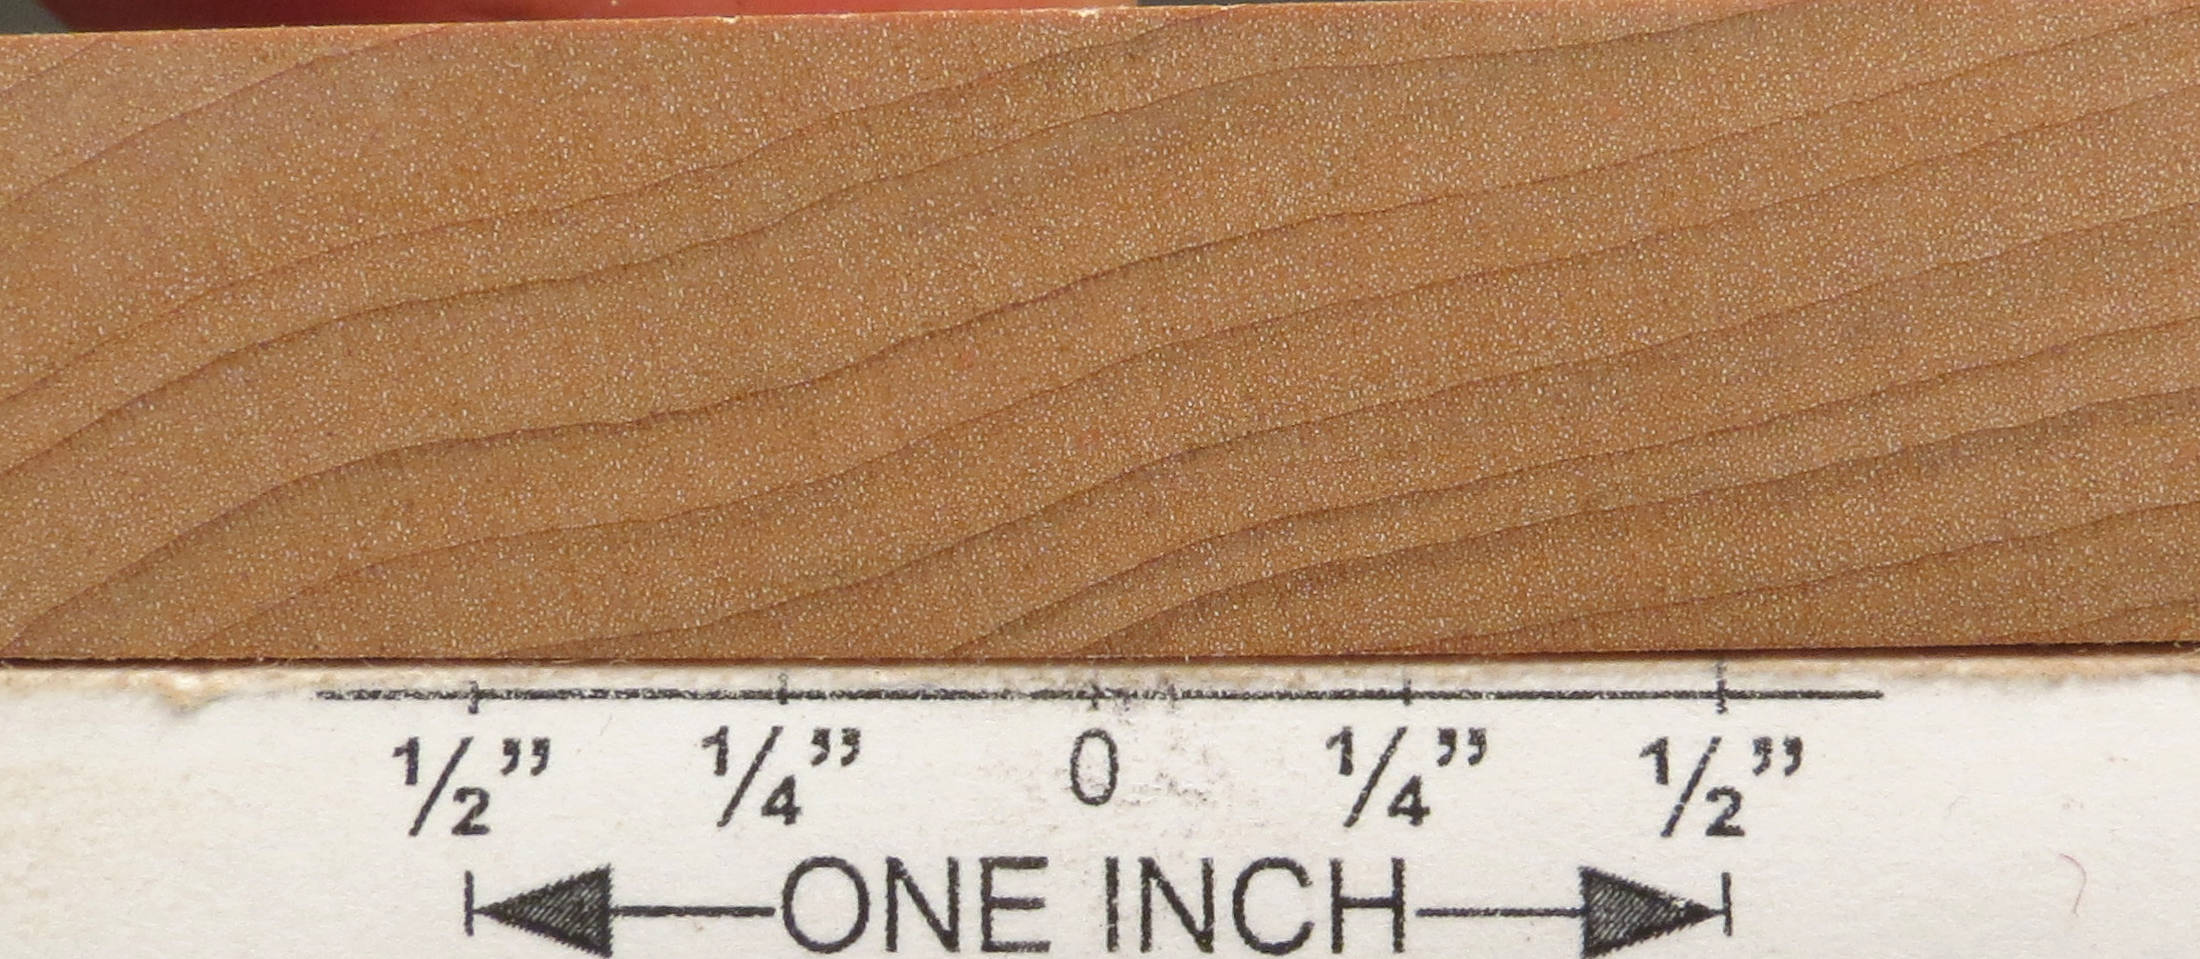 1/2” 1/4” 0 1/4” 1/2”
ONE INCH